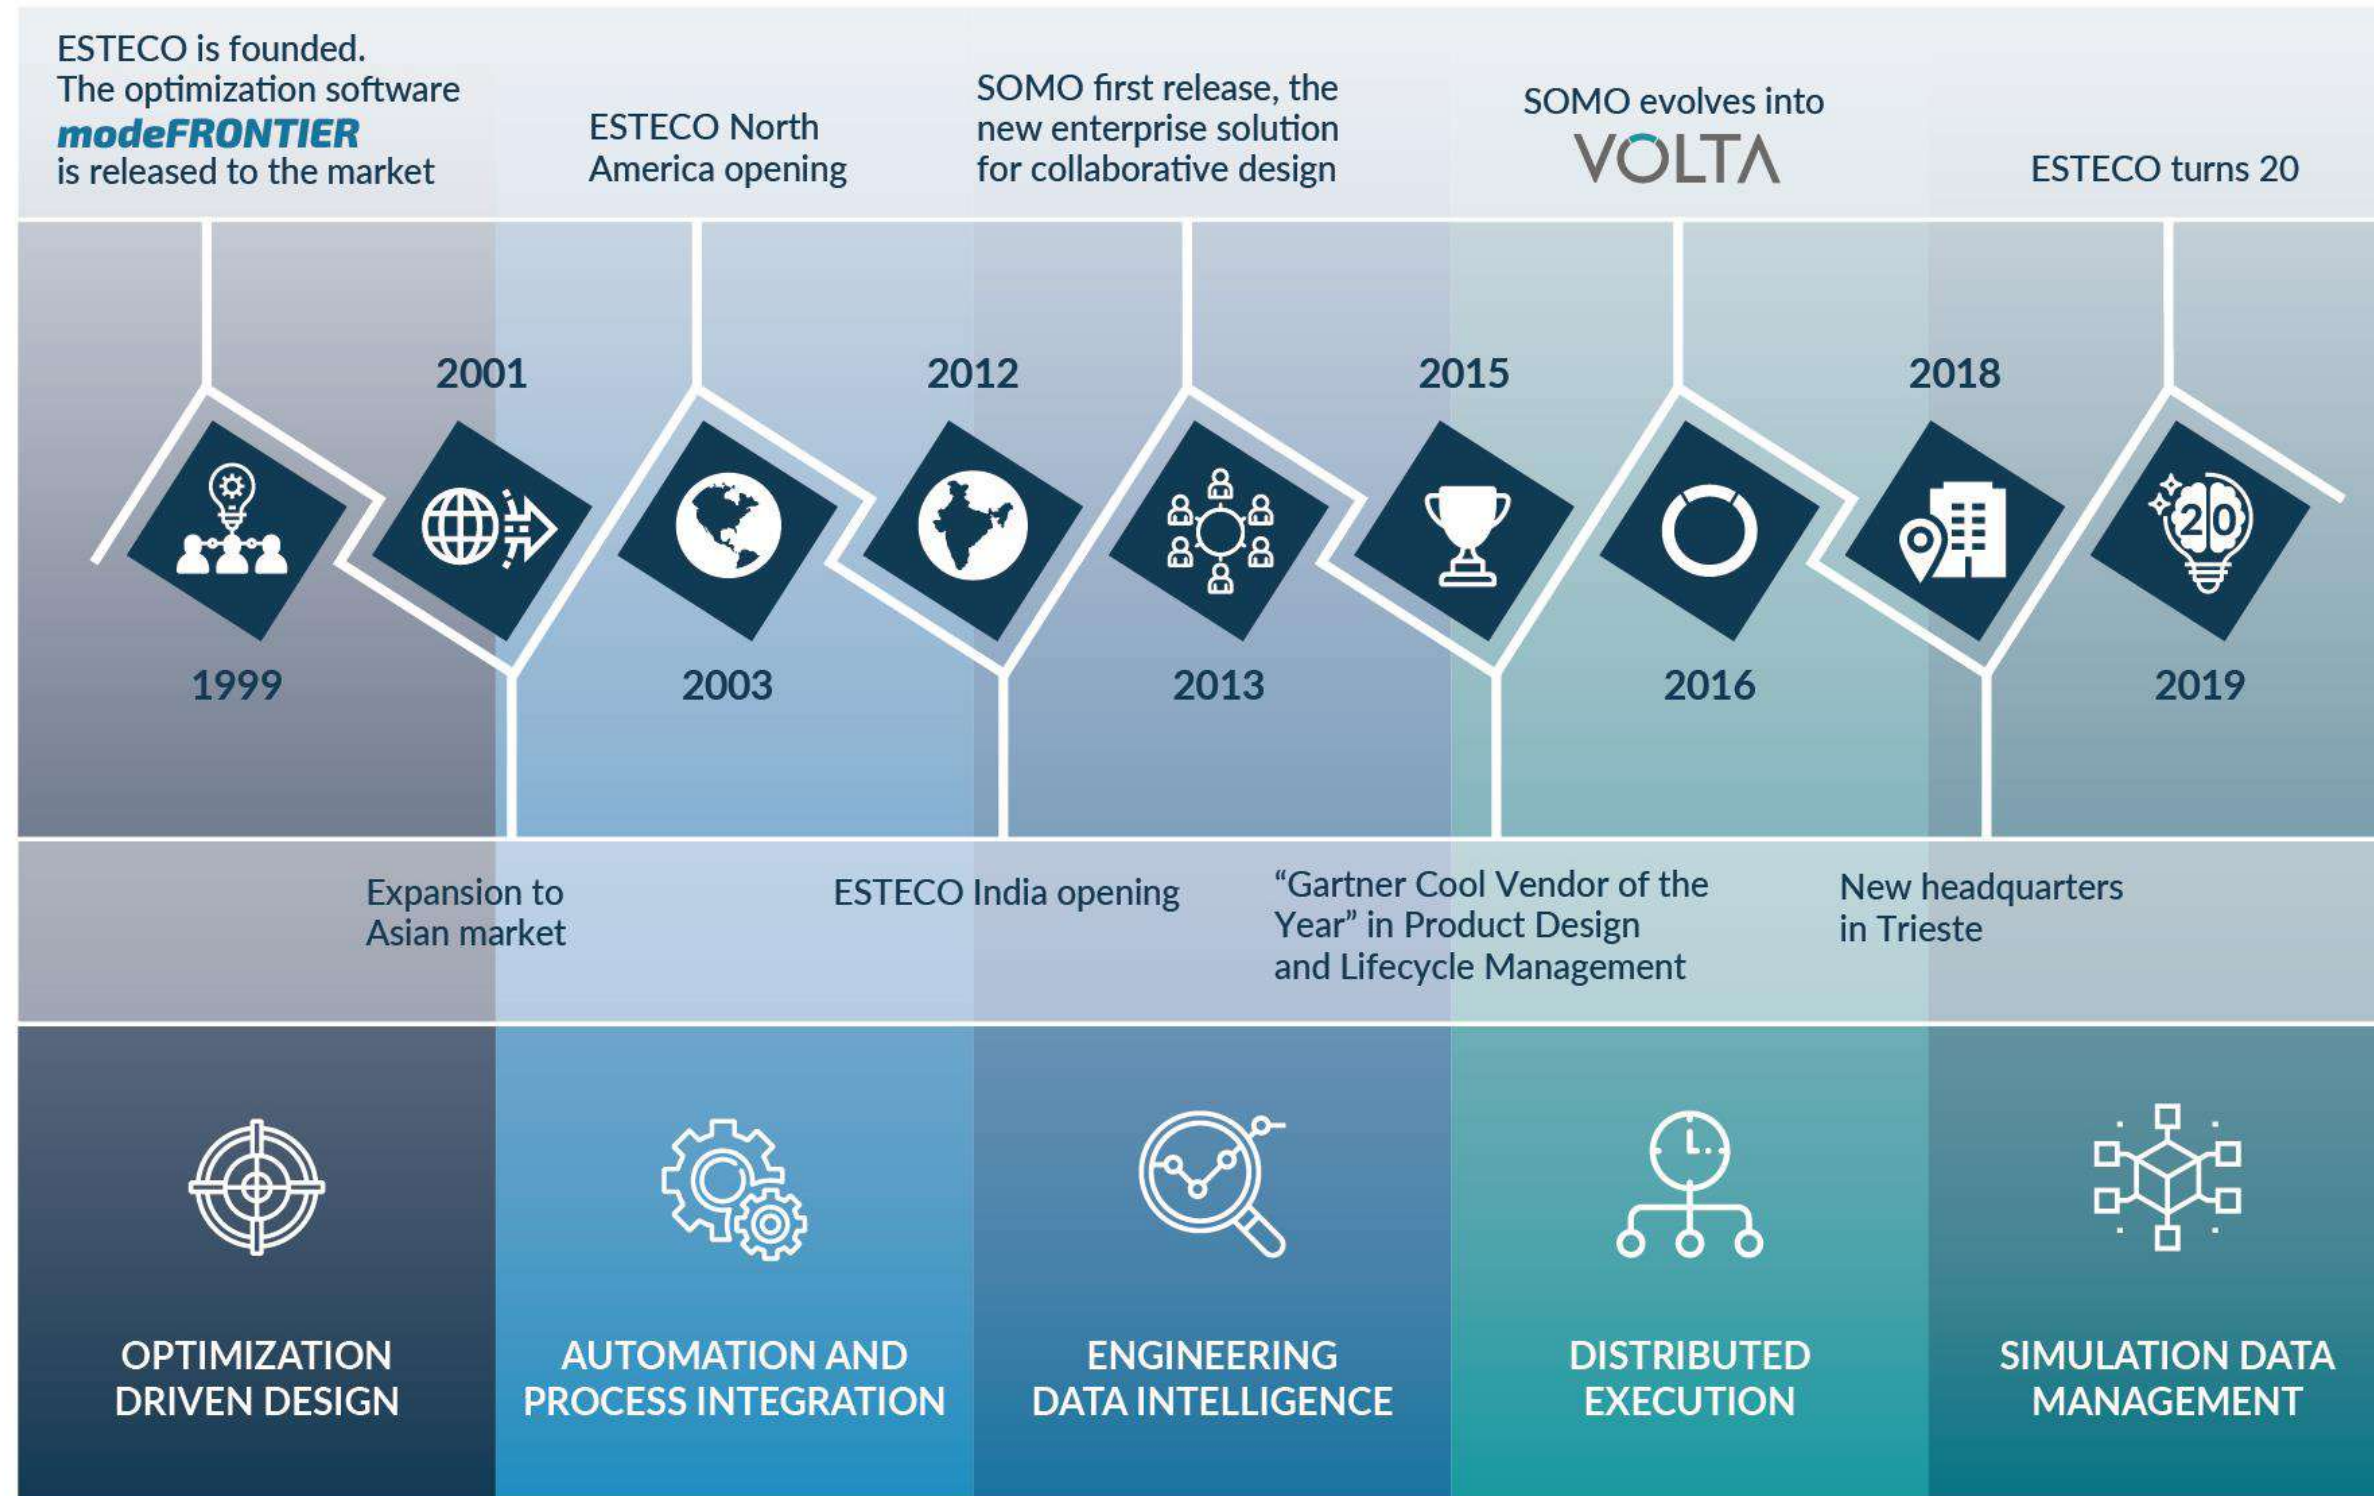 ESTECO is founded.
The optimization software
modeFRONTIER
is released to the market
ESTECO North
America opening
SOMO first release, the
new enterprise solution
for collaborative design
SOMO evolves into
VOLTA
ESTECO turns 20
2001
2012
2015
2018
20
1999
2003
2013
2016
2019
Expansion to
Asian market
ESTECO India opening
“Gartner Cool Vendor of the
Year” in Product Design
and Lifecycle Management
New headquarters
in Trieste
OPTIMIZATION
DRIVEN DESIGN
AUTOMATION AND
PROCESS INTEGRATION
ENGINEERING
DATA INTELLIGENCE
DISTRIBUTED
EXECUTION
SIMULATION DATA
MANAGEMENT